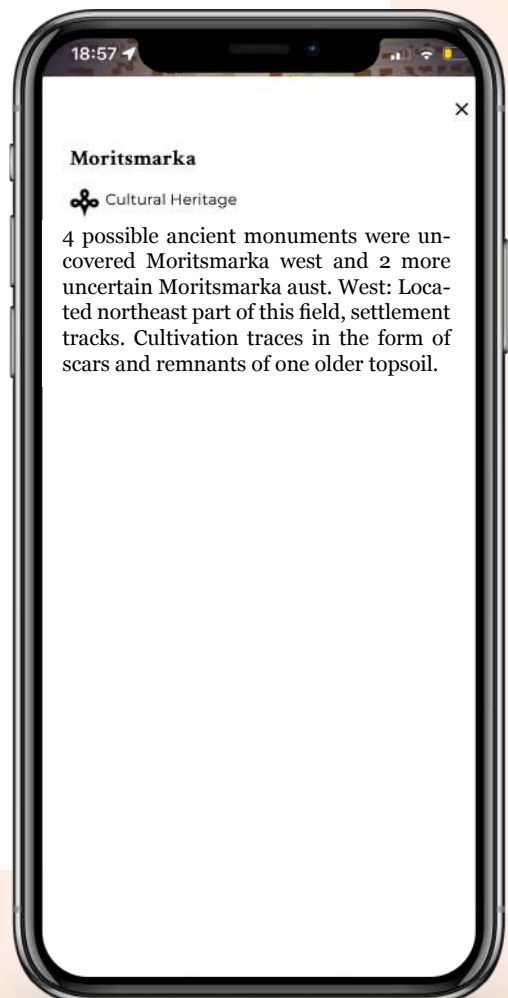 18:57
Moritsmarka
Cultural Heritage
4 possible ancient monuments were un-
covered Moritsmarka west and 2 more
uncertain Moritsmarka aust. West: Loca-
ted northeast part of this field, settlement
tracks. Cultivation traces in the form of
scars and remnants of one older topsoil.